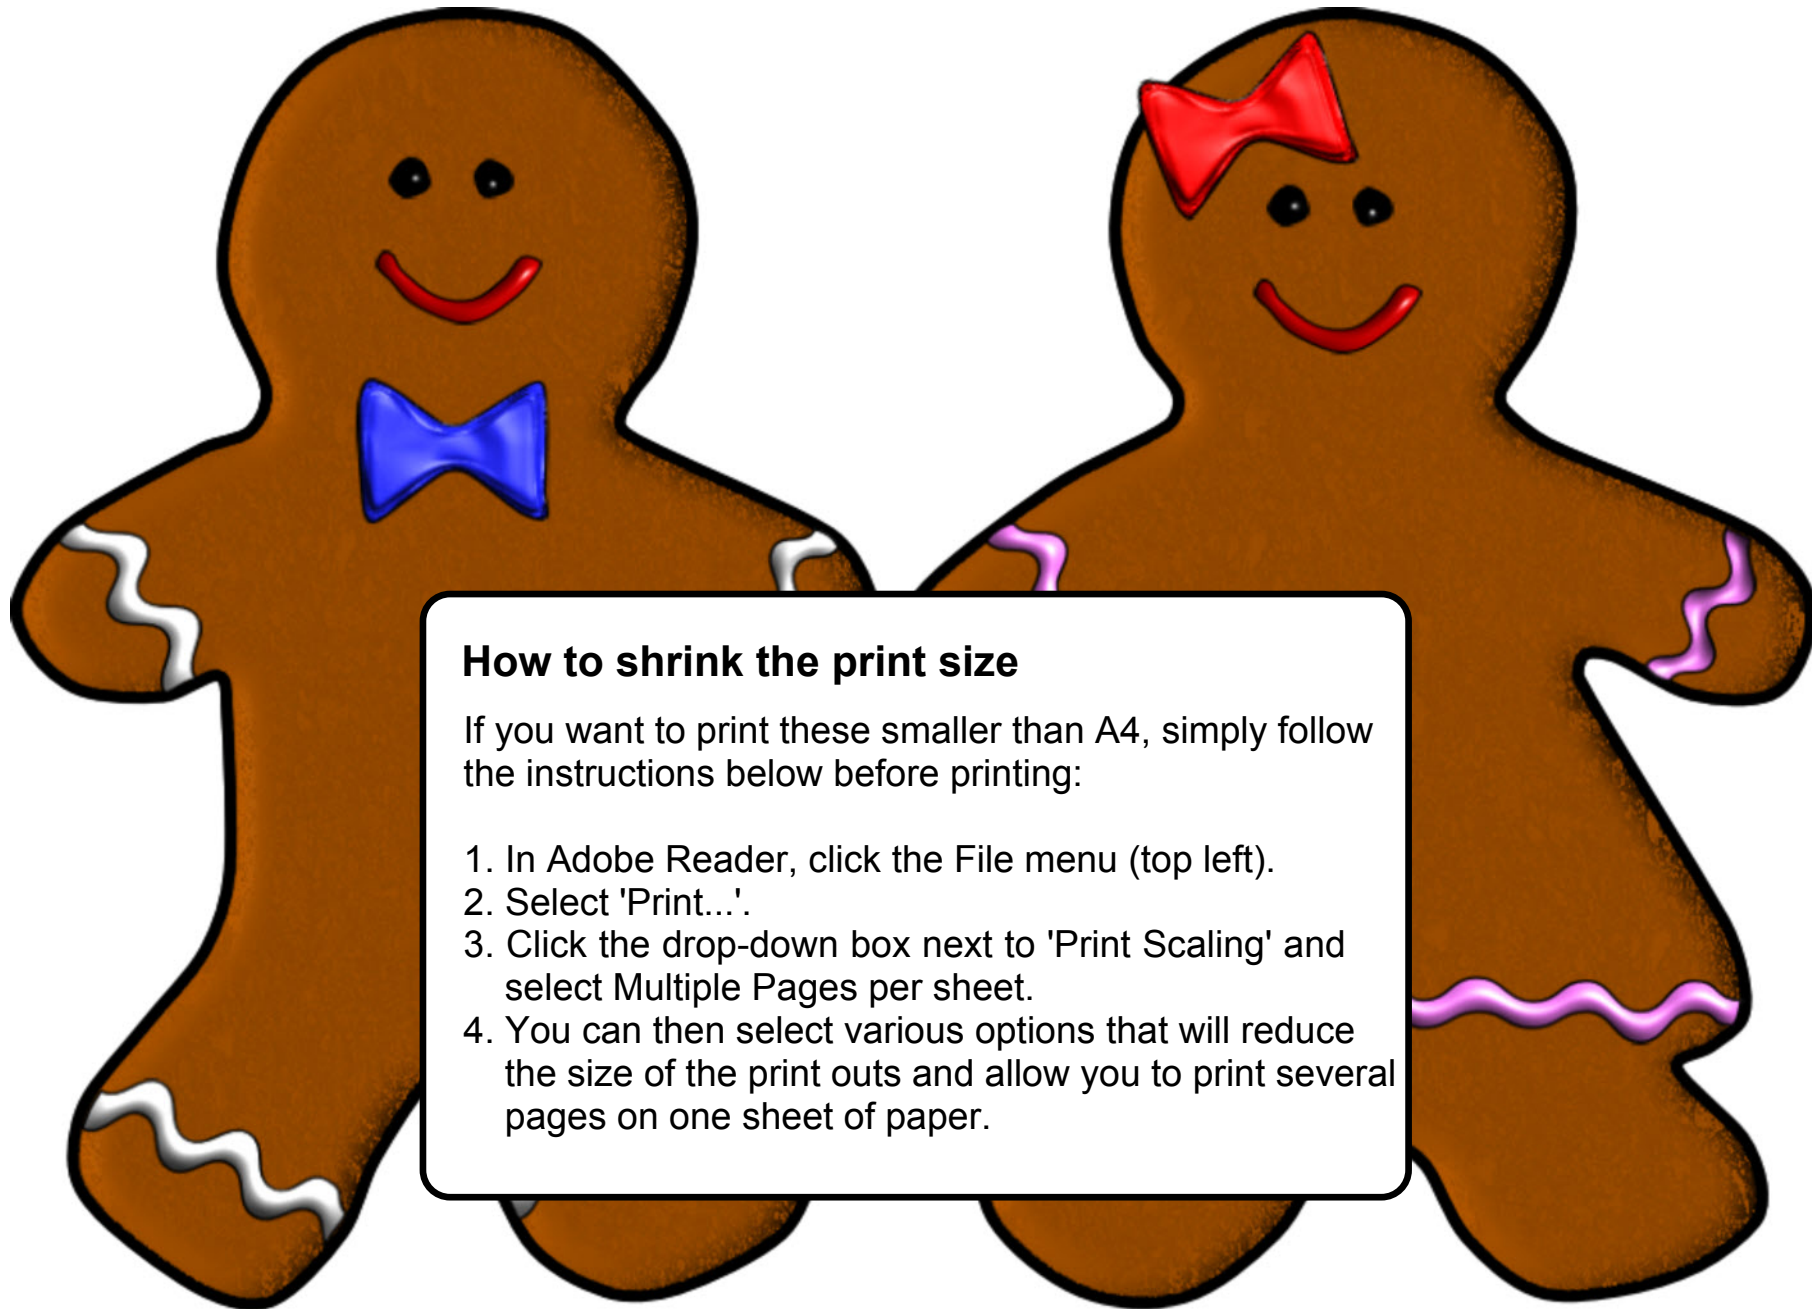 How to shrink the print size
If you want to print these smaller than A4, simply follow
the instructions below before printing:
1. In Adobe Reader, click the File menu (top left).
2. Select 'Print...'.
3. Click the drop-down box next to 'Print Scaling' and
select Multiple Pages per sheet.
4. You can then select various options that will reduce
the size of the print outs and allow you to print several
pages on one sheet of paper.